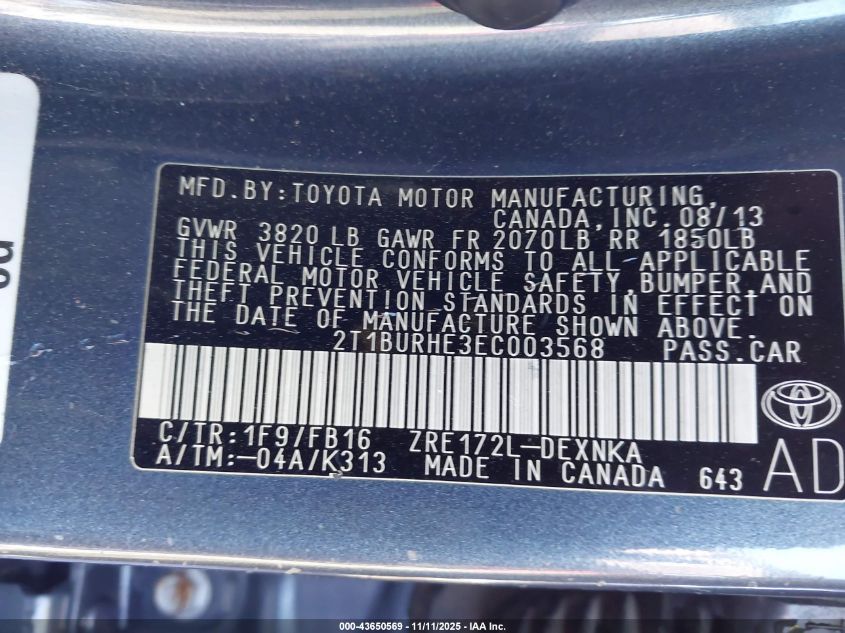 MFD.BY:TOYOTA MOTOR MANUFACTURING,
CANADA,INC.08/13
GVWR 3820 LB GAWR FR 2070LB RR 1850LB
THIS VEHICLE CONFORMS TO ALL APPLICABLE
FEDERAL MOTOR VEHICLE SAFETY,BUMPER,AND
THEFT PREVENTION STANDARDS IN EFFECT ON
THE DATE OF MANUFACTURE SHOWN ABOVE.
2T1BURHE3EC003568 PASS.CAR
C/TR:1F9/FB16 ZRE172L-DEXNKA
A/TM:-04A/K313 MADE IN CANADA 643 AD
000-43650569 - 11/11/2025 - IAA Inc.